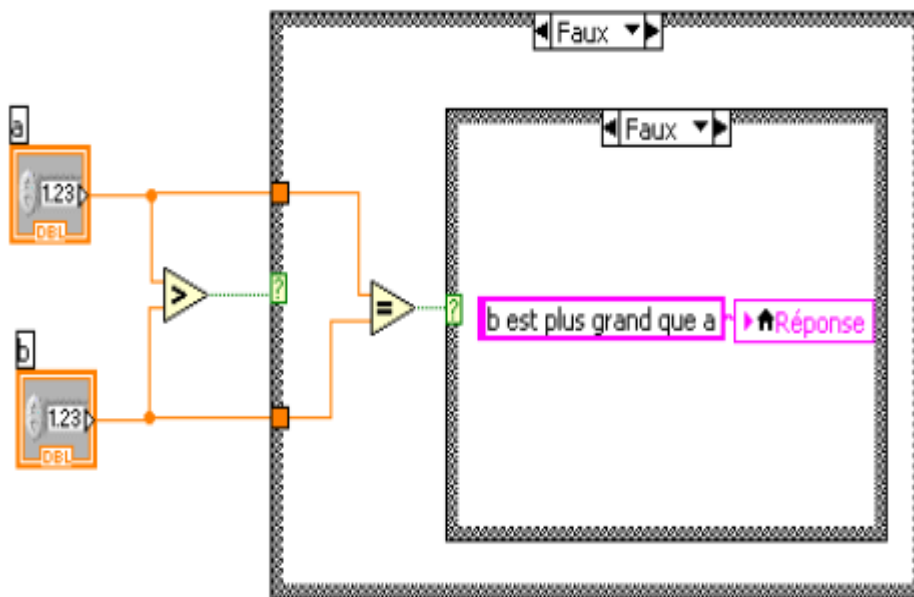 Faux
Faux
a
1.23
DBL
>
?
=
?
b est plus grand que a
Réponse
b
1.23
DBL